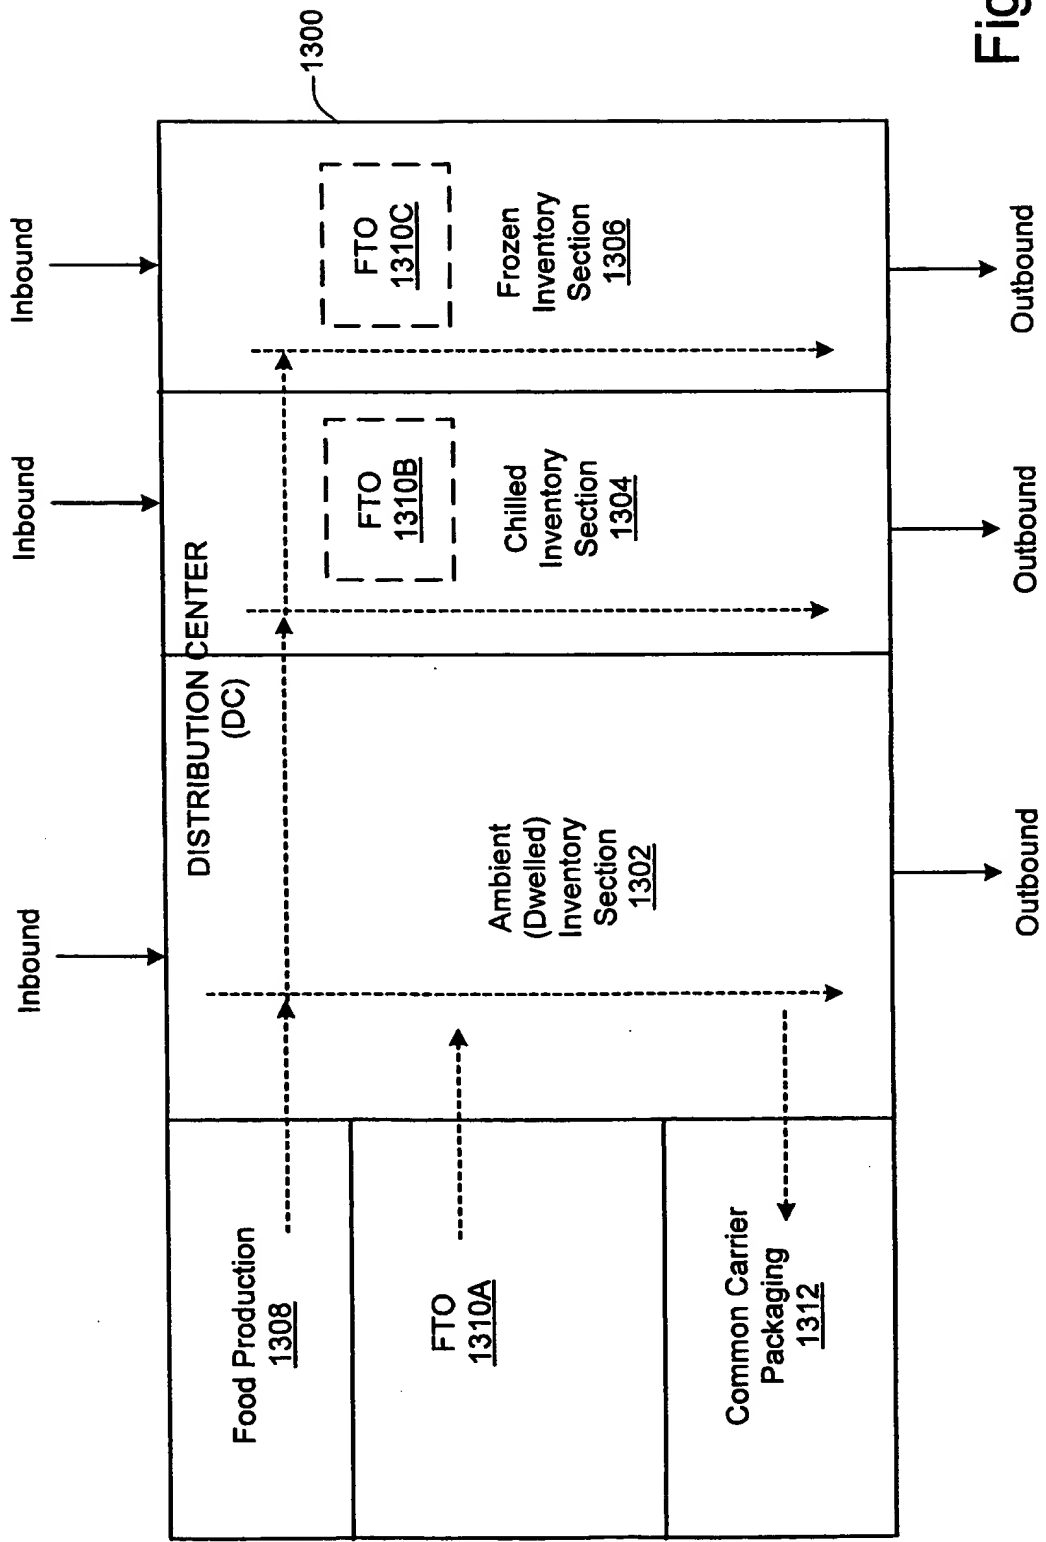 Inbound
Inbound
Inbound
1300
DISTRIBUTION CENTER
(DC)
Food Production
1308
FTO
1310A
Common Carrier
Packaging
1312
Ambient
(Dwelled)
Inventory
Section
1302
FTO
1310B
Chilled
Inventory
Section
1304
FTO
1310C
Frozen
Inventory
Section
1306
Outbound
Outbound
Outbound
Fig